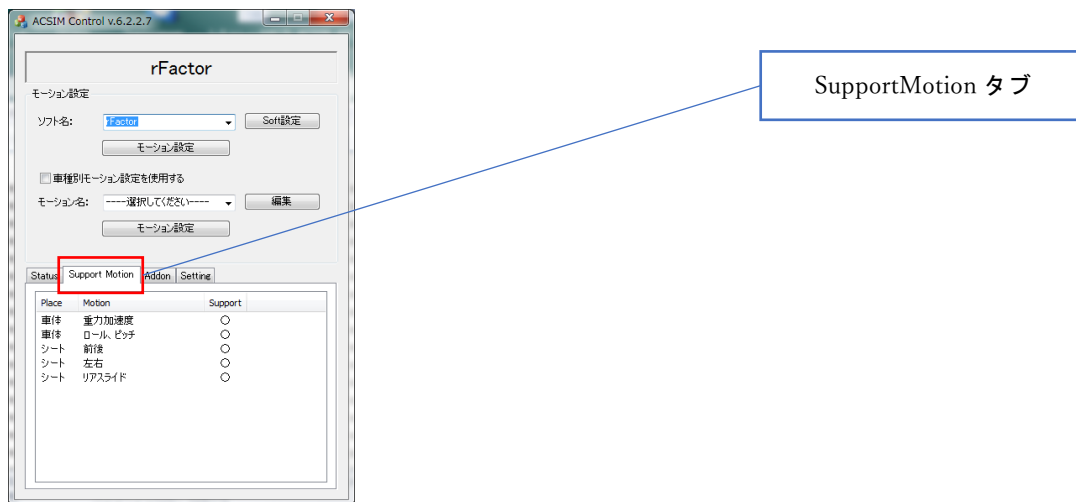 ACSIM Control v.6.2.2.7
rFactor
モーション設定
ソフト名: rFactor Soft設定
モーション設定
車種別モーション設定を使用する
モーション名: ----選択してください---- 編集
モーション設定
Status Support Motion Addon Setting
Place Motion Support
車体 重力加速度 ○
車体 ロール、ピッチ ○
シート 前後 ○
シート 左右 ○
シート リアスライド ○
SupportMotion タブ